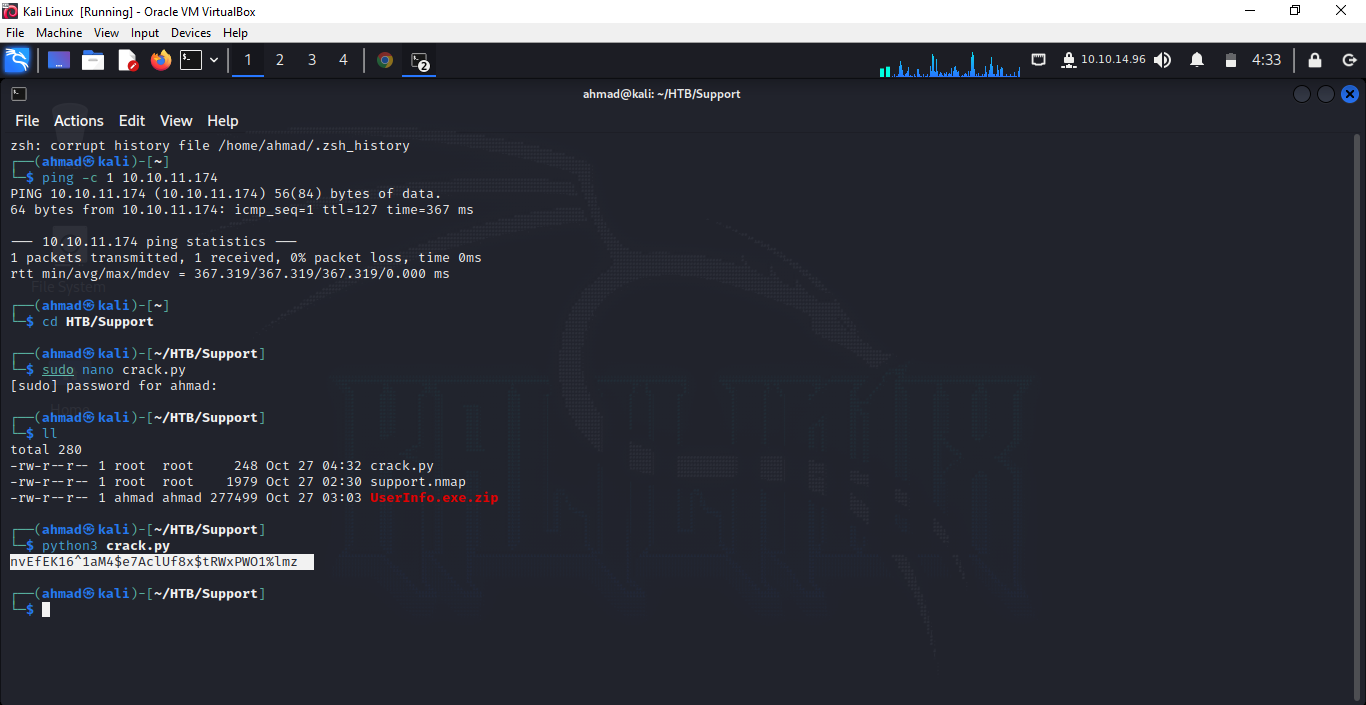 Kali Linux [Running] - Oracle VM VirtualBox
File Machine View Input Devices Help
1 2 3 4 2 10.10.14.96 4:33
ahmad@kali: ~/HTB/Support
File Actions Edit View Help
zsh: corrupt history file /home/ahmad/.zsh_history
┌──(ahmad㉿kali)-[~]
└─$ ping -c 1 10.10.11.174
PING 10.10.11.174 (10.10.11.174) 56(84) bytes of data.
64 bytes from 10.10.11.174: icmp_seq=1 ttl=127 time=367 ms
--- 10.10.11.174 ping statistics ---
1 packets transmitted, 1 received, 0% packet loss, time 0ms
rtt min/avg/max/mdev = 367.319/367.319/367.319/0.000 ms
File System
┌──(ahmad㉿kali)-[~]
└─$ cd HTB/Support
┌──(ahmad㉿kali)-[~/HTB/Support]
└─$ sudo nano crack.py
[sudo] password for ahmad:
Home
┌──(ahmad㉿kali)-[~/HTB/Support]
└─$ ll
total 280
-rw-r--r-- 1 root root 248 Oct 27 04:32 crack.py
-rw-r--r-- 1 root root 1979 Oct 27 02:30 support.nmap
-rw-r--r-- 1 ahmad ahmad 277499 Oct 27 03:03 UserInfo.exe.zip
┌──(ahmad㉿kali)-[~/HTB/Support]
└─$ python3 crack.py
nvEfEK16^1aM4$e7AclUf8x$tRWxPWO1%lmz
┌──(ahmad㉿kali)-[~/HTB/Support]
└─$